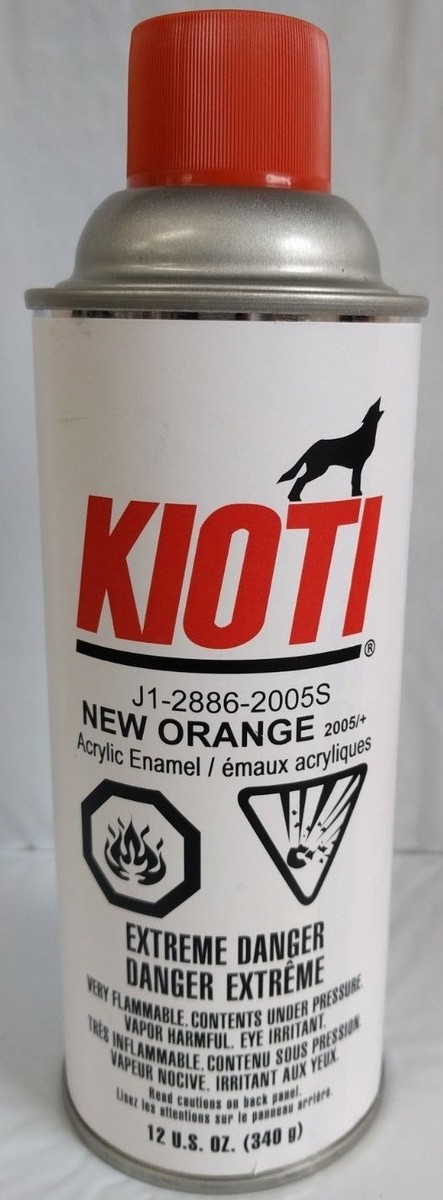 KIOTI®
J1-2886-2005S
NEW ORANGE 2005/+
Acrylic Enamel / émaux acryliques
EXTREME DANGER
DANGER EXTRÊME
VERY FLAMMABLE. CONTENTS UNDER PRESSURE.
VAPOR HARMFUL. EYE IRRITANT.
TRÈS INFLAMMABLE. CONTENU SOUS PRESSION.
VAPEUR NOCIVE. IRRITANT AUX YEUX.
Read cautions on back panel.
Lisez les attentions sur le panneau arrière.
12 U.S. OZ. (340 g)